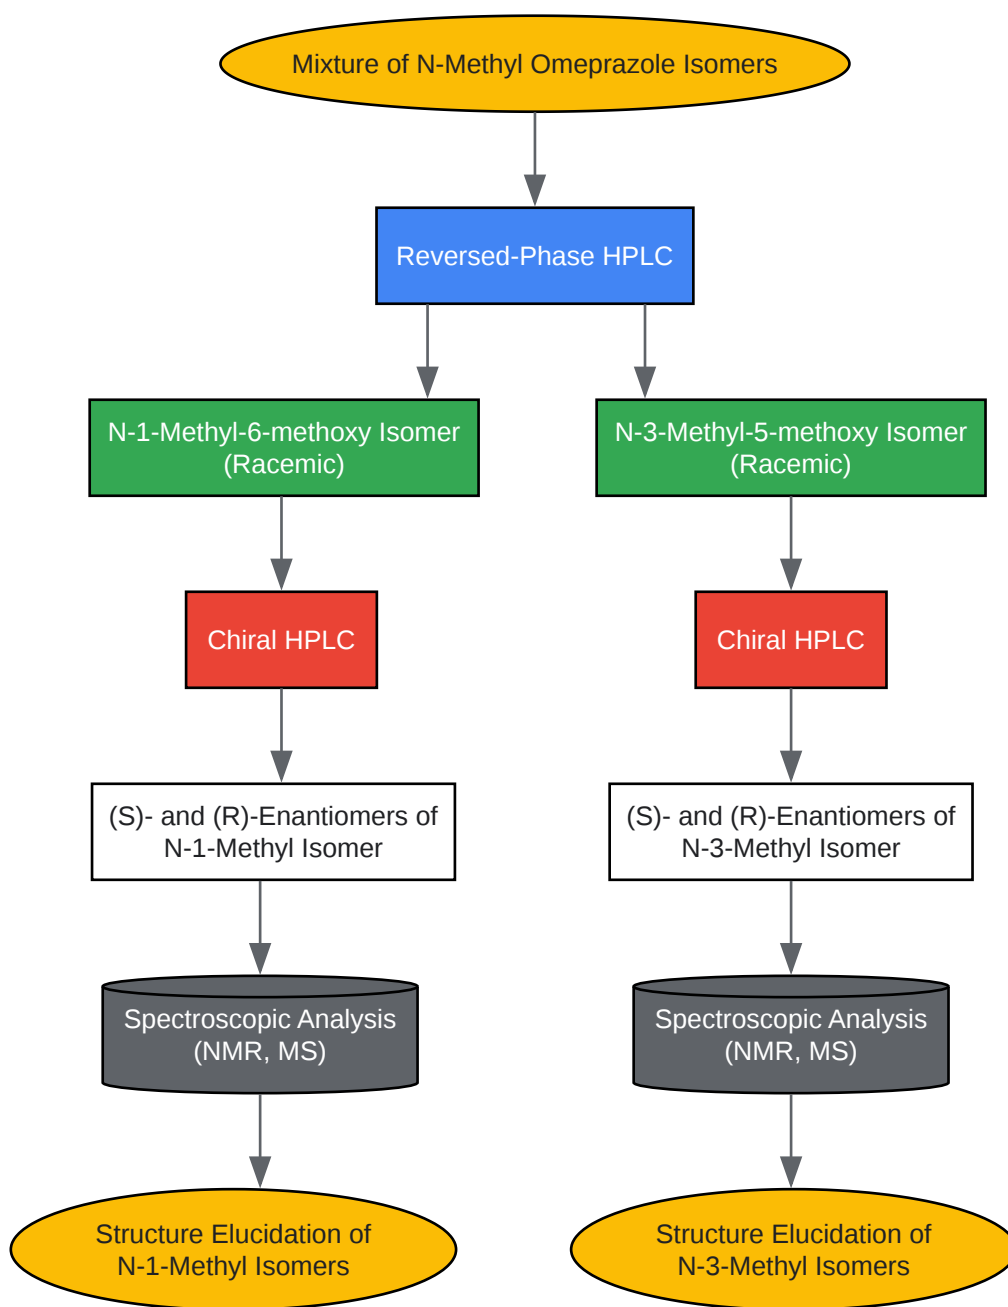 Mixture of N-Methyl Omeprazole Isomers
Reversed-Phase HPLC
N-1-Methyl-6-methoxy Isomer
(Racemic)
N-3-Methyl-5-methoxy Isomer
(Racemic)
Chiral HPLC
Chiral HPLC
(S)- and (R)-Enantiomers of
N-1-Methyl Isomer
(S)- and (R)-Enantiomers of
N-3-Methyl Isomer
Spectroscopic Analysis
(NMR, MS)
Spectroscopic Analysis
(NMR, MS)
Structure Elucidation of
N-1-Methyl Isomers
Structure Elucidation of
N-3-Methyl Isomers